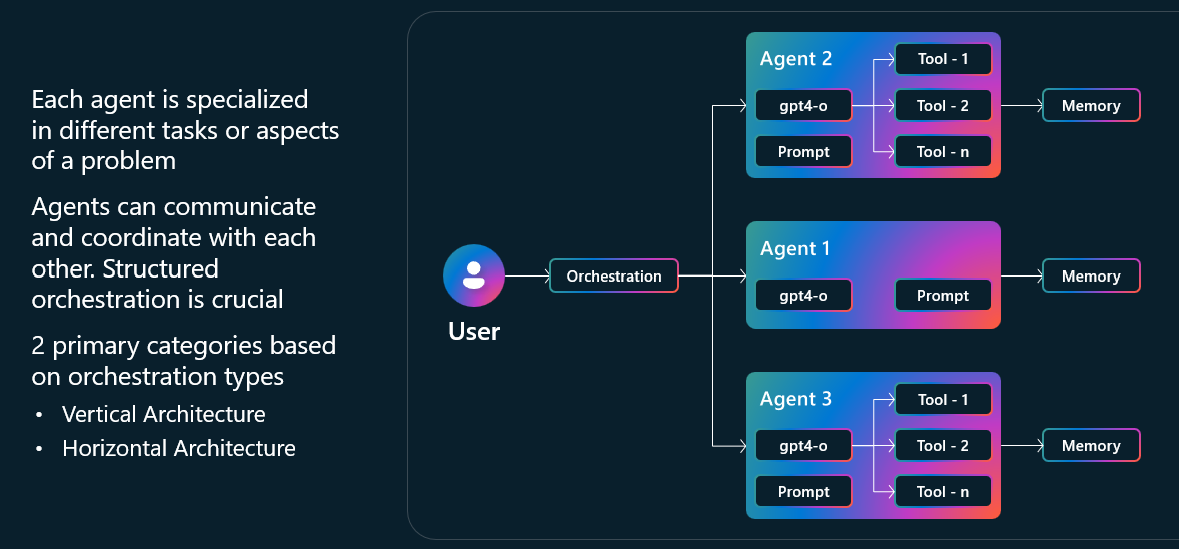 Each agent is specialized
in different tasks or aspects
of a problem
Agents can communicate
and coordinate with each
other. Structured
orchestration is crucial
2 primary categories based
on orchestration types
• Vertical Architecture
• Horizontal Architecture
User
Orchestration
Agent 2
gpt4-o
Prompt
Tool - 1
Tool - 2
Tool - n
Memory
Agent 1
gpt4-o
Prompt
Memory
Agent 3
gpt4-o
Prompt
Tool - 1
Tool - 2
Tool - n
Memory